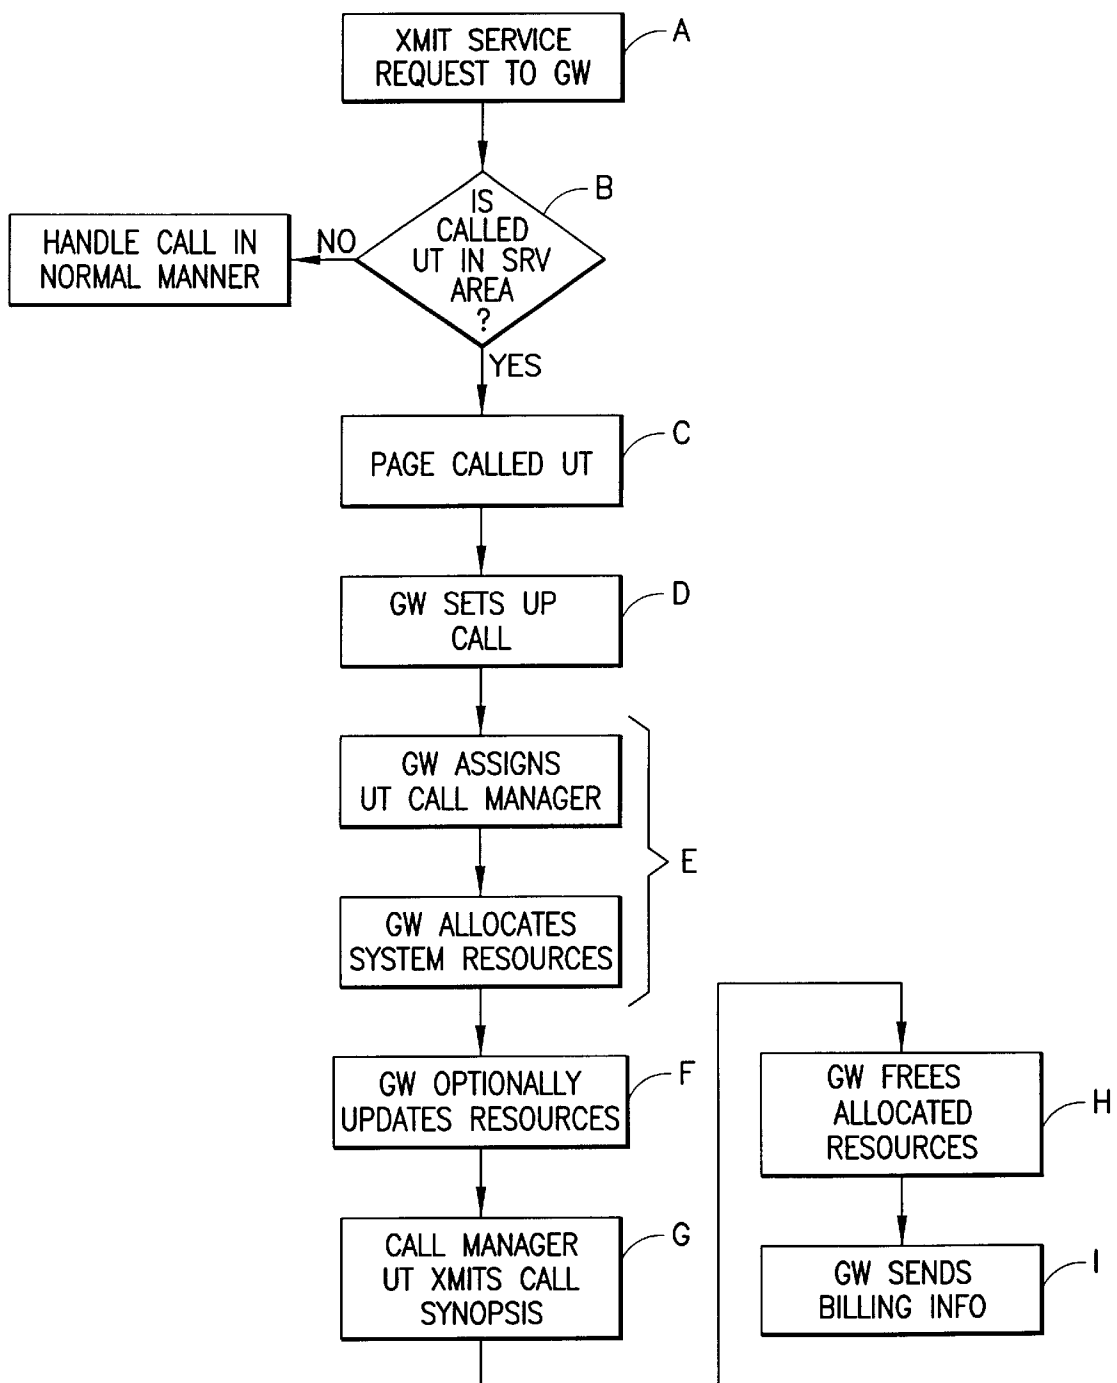 XMIT SERVICE
REQUEST TO GW
A
IS
CALLED
UT IN SRV
AREA
?
B
NO
HANDLE CALL IN
NORMAL MANNER
YES
PAGE CALLED UT
C
GW SETS UP
CALL
D
GW ASSIGNS
UT CALL MANAGER
GW ALLOCATES
SYSTEM RESOURCES
E
GW OPTIONALLY
UPDATES RESOURCES
F
CALL MANAGER
UT XMITS CALL
SYNOPSIS
G
GW FREES
ALLOCATED
RESOURCES
H
GW SENDS
BILLING INFO
I